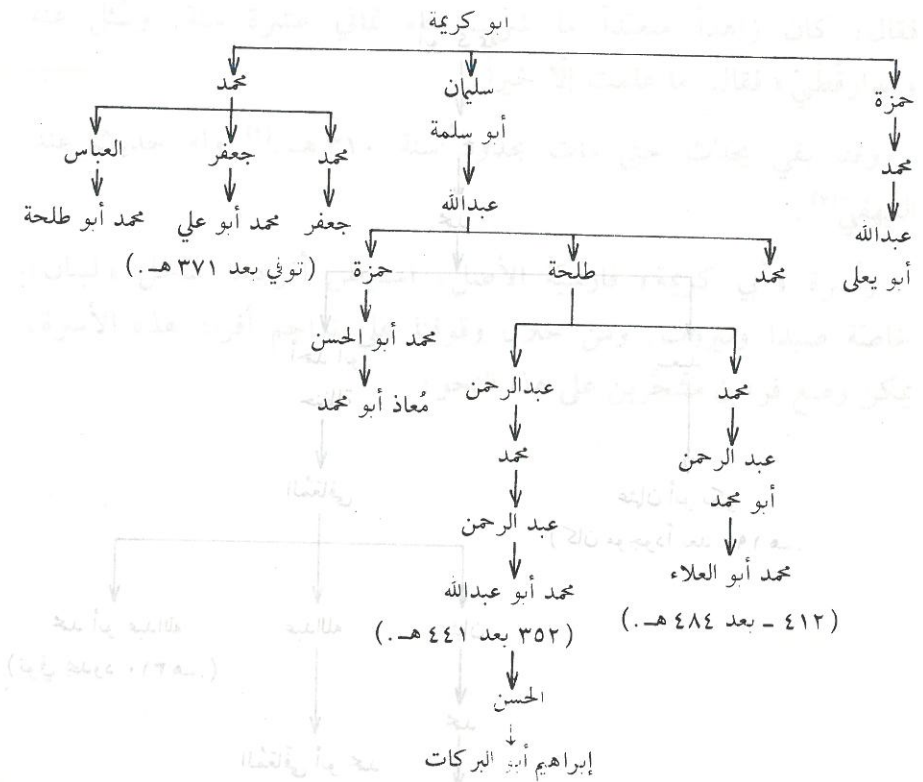 ابو كريمة
حمزة سليمان محمد
أبو سلمة
محمد محمد جعفر العباس
عبدالله عبدالله جعفر محمد أبو علي محمد أبو طلحة
أبو يعلى محمد طلحة حمزة (توفي بعد ٣٧١ هـ.)
محمد أبو الحسن
محمد عبدالرحمن مُعاذ أبو محمد
عبد الرحمن محمد
أبو محمد عبد الرحمن
محمد أبو العلاء محمد أبو عبدالله
(٤١٢ ـ بعد ٤٨٤ هـ.) (٣٥٢ بعد ٤٤١ هـ.)
الحسن
إبراهيم أبو البركات